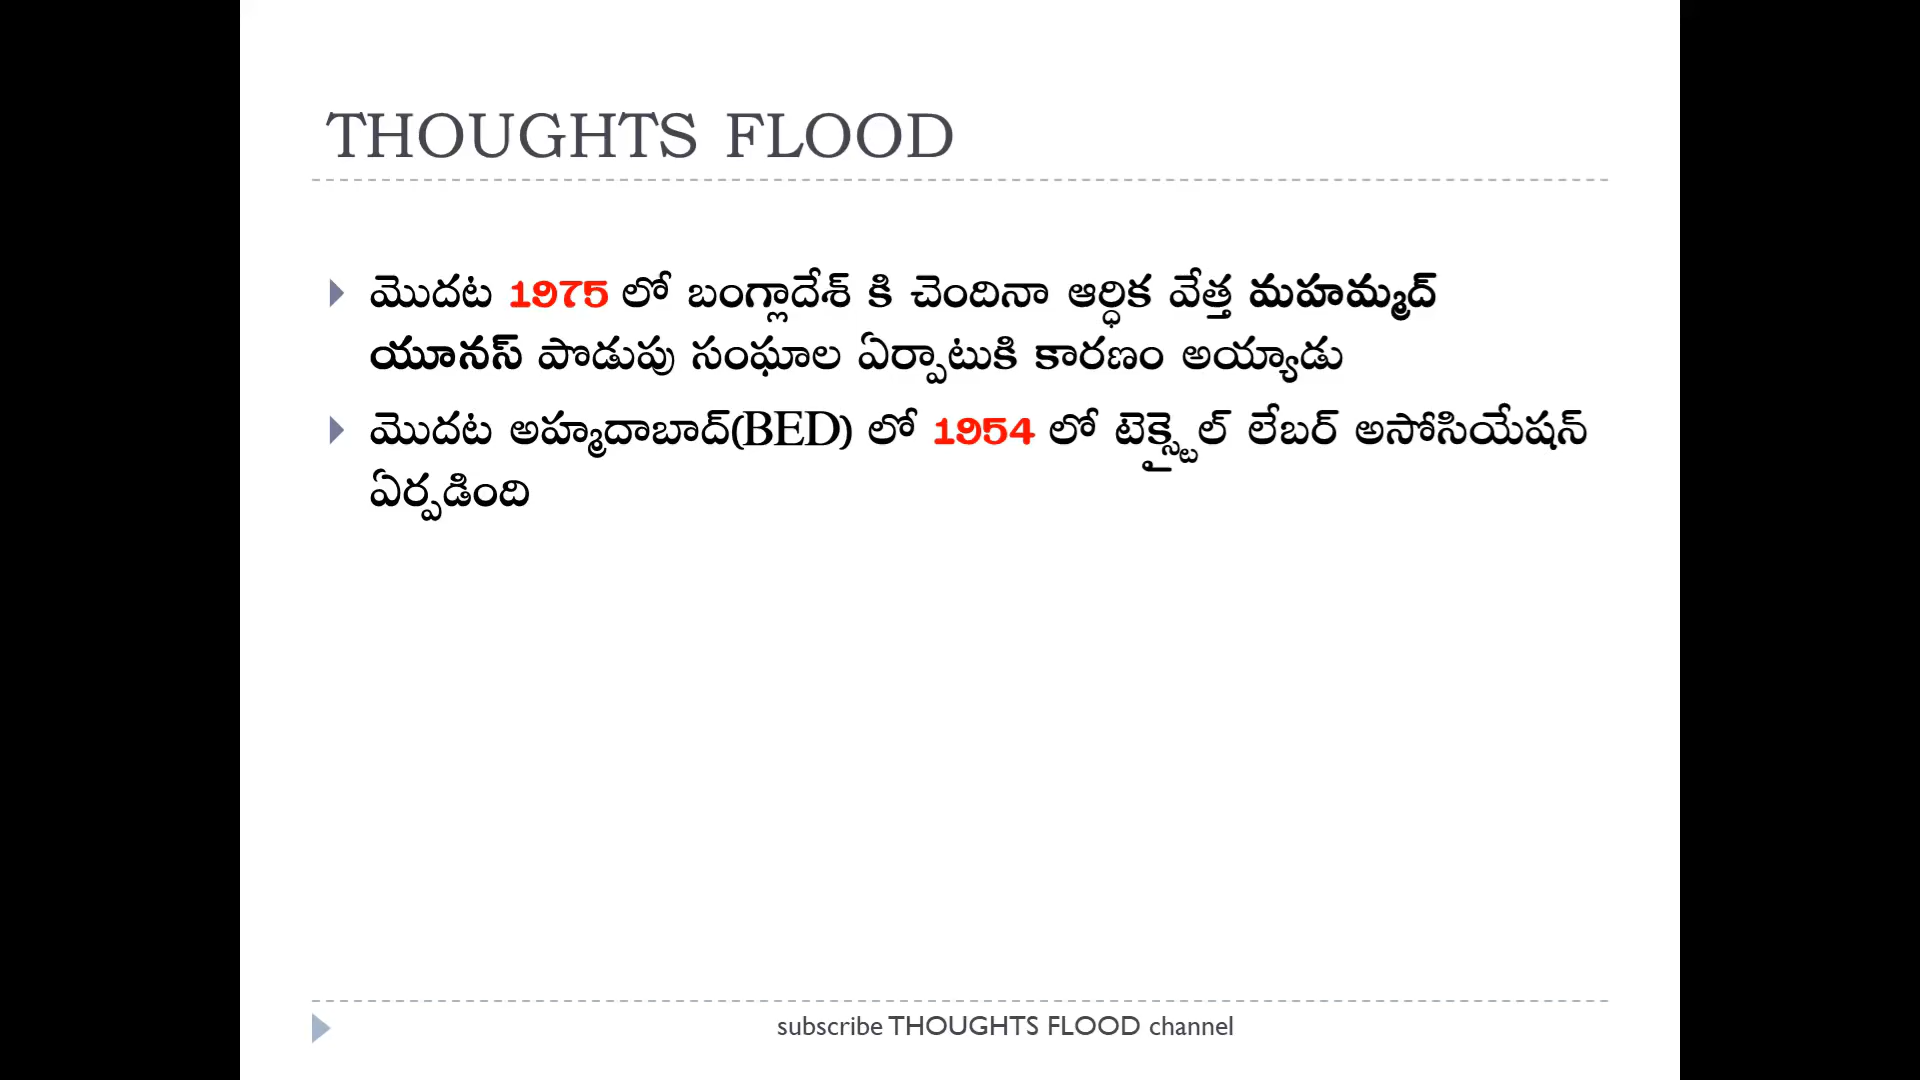 THOUGHTS FLOOD
మొదట 1975 లో బంగ్లాదేశ్ కి చెందినా ఆర్ధిక వేత్త మహమ్మద్
యూనస్ పొడుపు సంఘాల ఏర్పాటుకి కారణం అయ్యాడు
మొదట అహ్మదాబాద్(BED) లో 1954 లో టెక్స్టైల్ లేబర్ అసోసియేషన్
ఏర్పడింది
subscribe THOUGHTS FLOOD channel